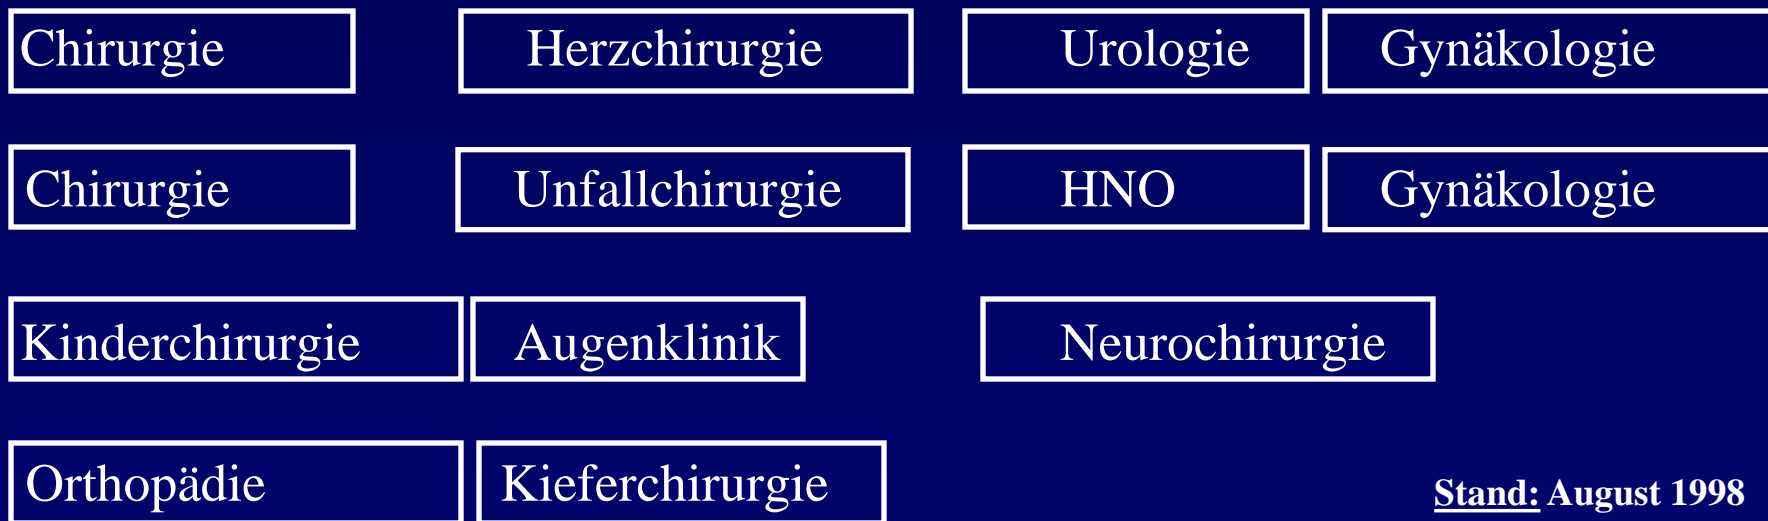 Chirurgie Herzchirurgie Urologie Gynäkologie
Chirurgie Unfallchirurgie HNO Gynäkologie
Kinderchirurgie Augenklinik Neurochirurgie
Orthopädie Kieferchirurgie
Stand: August 1998